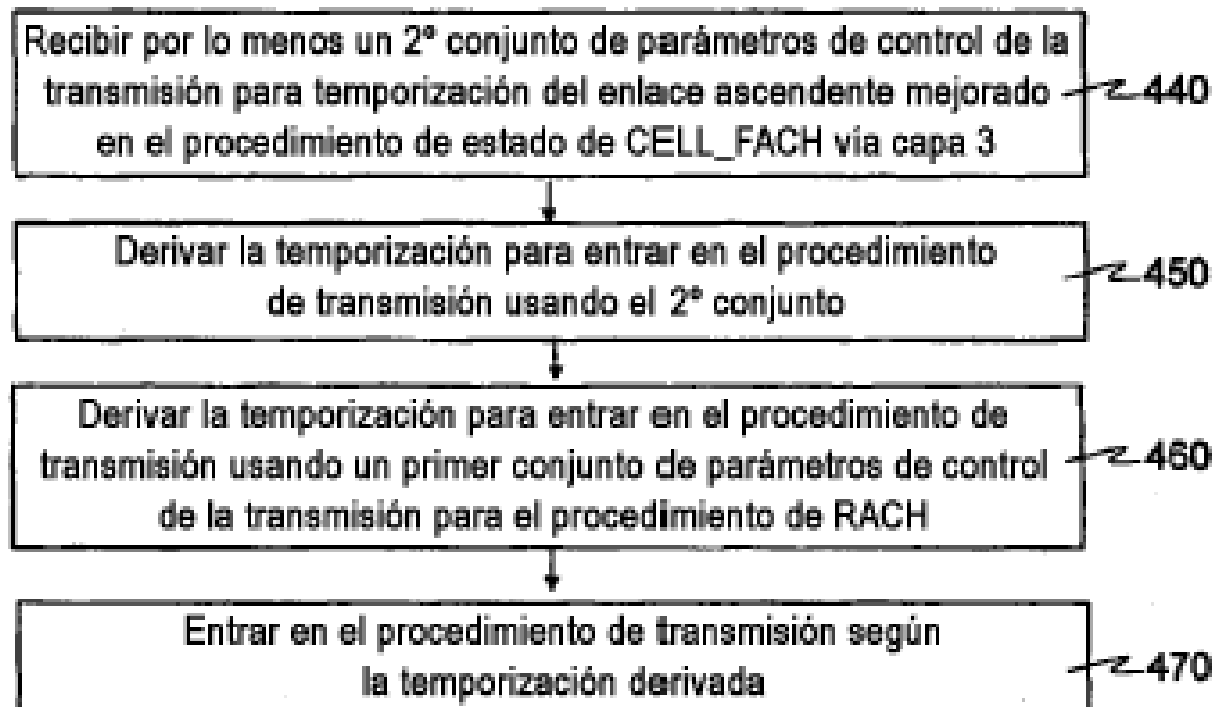 Recibir por lo menos un 2º conjunto de parámetros de control de la
transmisión para temporización del enlace ascendente mejorado
en el procedimiento de estado de CELL_FACH vía capa 3
440
Derivar la temporización para entrar en el procedimiento
de transmisión usando el 2º conjunto
450
Derivar la temporización para entrar en el procedimiento de
transmisión usando un primer conjunto de parámetros de control
de la transmisión para el procedimiento de RACH
460
Entrar en el procedimiento de transmisión según
la temporización derivada
470